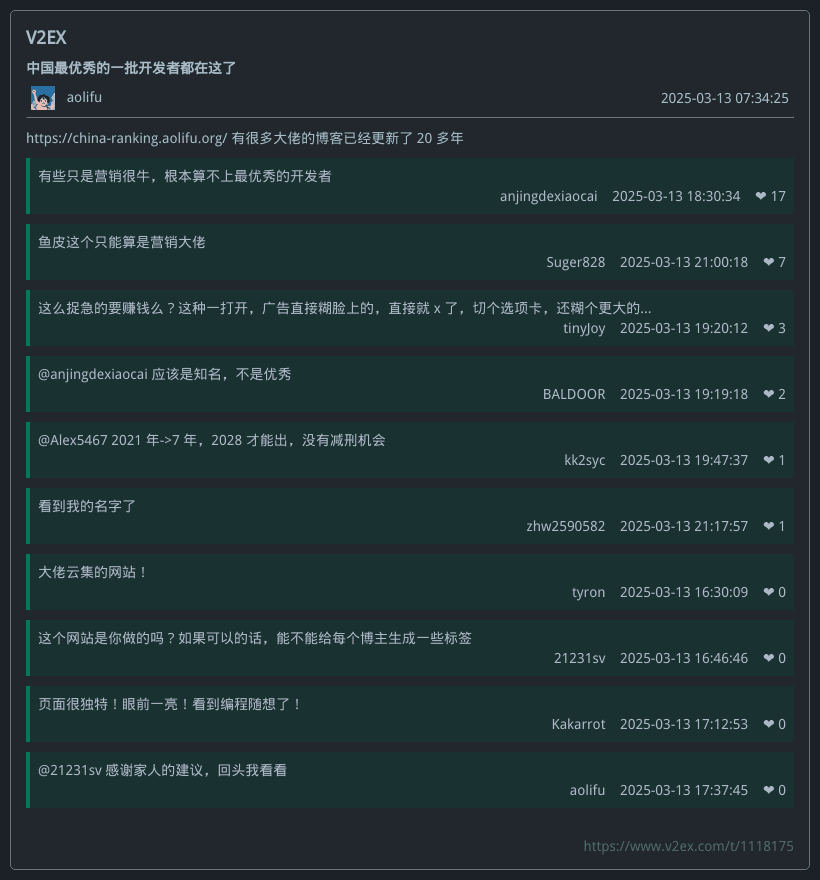 V2EX
中国最优秀的一批开发者都在这了
aolifu 2025-03-13 07:34:25
https://china-ranking.aolifu.org/ 有很多大佬的博客已经更新了 20 多年
有些只是营销很牛，根本算不上最优秀的开发者
anjingdexiaocai 2025-03-13 18:30:34 ❤ 17
鱼皮这个只能算是营销大佬
Suger828 2025-03-13 21:00:18 ❤ 7
这么捉急的要赚钱么？这种一打开，广告直接糊脸上的，直接就 x 了，切个选项卡，还糊个更大的...
tinyJoy 2025-03-13 19:20:12 ❤ 3
@anjingdexiaocai 应该是知名，不是优秀
BALDOOR 2025-03-13 19:19:18 ❤ 2
@Alex5467 2021 年->7 年，2028 才能出，没有减刑机会
kk2syc 2025-03-13 19:47:37 ❤ 1
看到我的名字了
zhw2590582 2025-03-13 21:17:57 ❤ 1
大佬云集的网站！
tyron 2025-03-13 16:30:09 ❤ 0
这个网站是你做的吗？如果可以的话，能不能给每个博主生成一些标签
21231sv 2025-03-13 16:46:46 ❤ 0
页面很独特！眼前一亮！看到编程随想了！
Kakarrot 2025-03-13 17:12:53 ❤ 0
@21231sv 感谢家人的建议，回头我看看
aolifu 2025-03-13 17:37:45 ❤ 0
https://www.v2ex.com/t/1118175